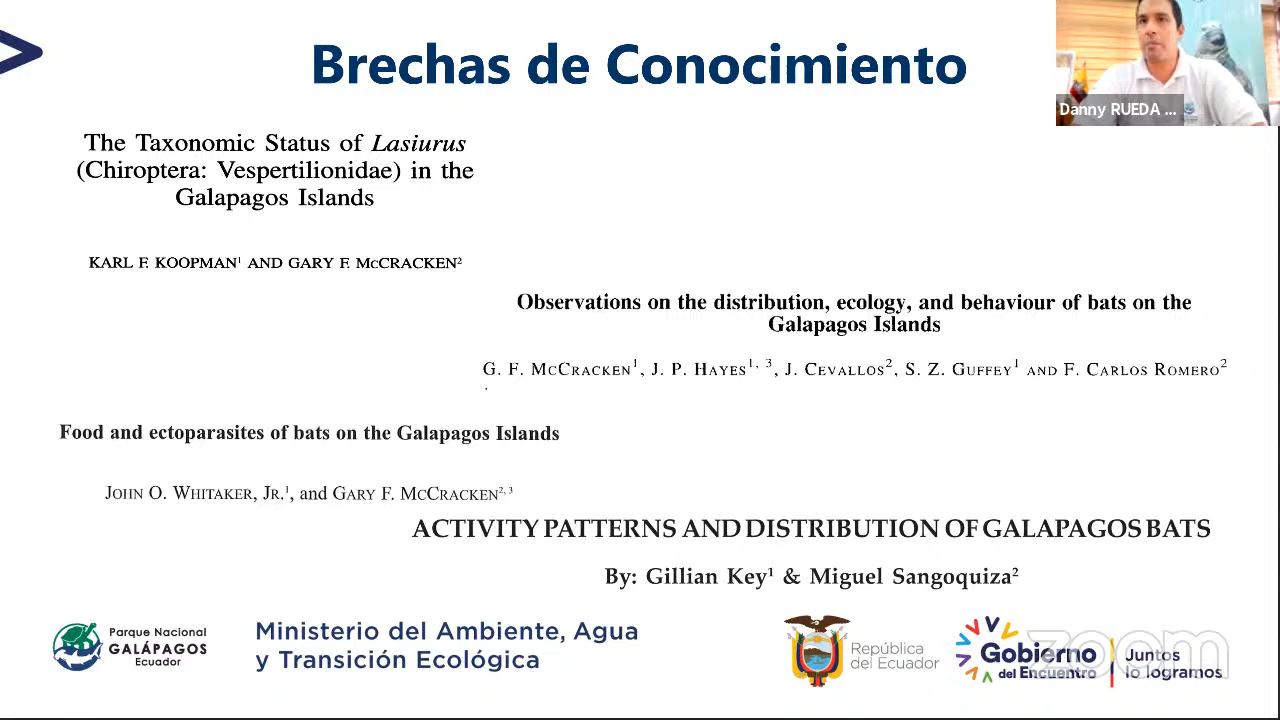 Brechas de Conocimiento
Danny RUEDA ...
The Taxonomic Status of Lasiurus
(Chiroptera: Vespertilionidae) in the
Galapagos Islands
KARL F. KOOPMAN¹ AND GARY F. McCRACKEN²
Observations on the distribution, ecology, and behaviour of bats on the
Galapagos Islands
G. F. McCracken¹, J. P. Hayes¹· ³, J. Cevallos², S. Z. Guffey¹ and F. Carlos Romero²
Food and ectoparasites of bats on the Galapagos Islands
John O. Whitaker, Jr.¹, and Gary F. McCracken²·³
ACTIVITY PATTERNS AND DISTRIBUTION OF GALAPAGOS BATS
By: Gillian Key¹ & Miguel Sangoquiza²
Parque Nacional
GALÁPAGOS
Ecuador
Ministerio del Ambiente, Agua
y Transición Ecológica
República
del Ecuador
Gobierno
del Encuentro
Juntos
lo logramos
zoom